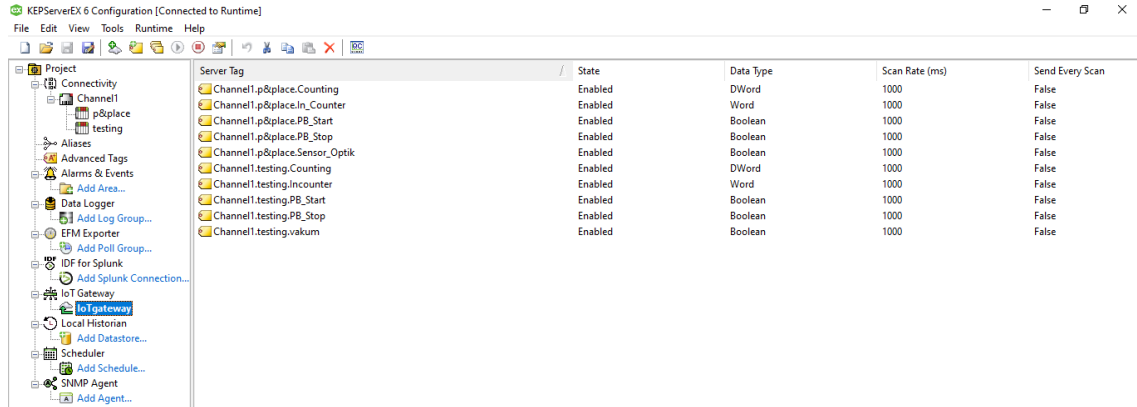 KEPServerEX 6 Configuration [Connected to Runtime]
File Edit View Tools Runtime Help
Project
Connectivity
Channel1
p&place
testing
Aliases
Advanced Tags
Alarms & Events
Add Area...
Data Logger
Add Log Group...
EFM Exporter
Add Poll Group...
IDF for Splunk
Add Splunk Connection...
IoT Gateway
IoTgateway
Local Historian
Add Datastore...
Scheduler
Add Schedule...
SNMP Agent
Add Agent...
Server Tag / State Data Type Scan Rate (ms) Send Every Scan
Channel1.p&place.Counting Enabled DWord 1000 False
Channel1.p&place.In_Counter Enabled Word 1000 False
Channel1.p&place.PB_Start Enabled Boolean 1000 False
Channel1.p&place.PB_Stop Enabled Boolean 1000 False
Channel1.p&place.Sensor_Optik Enabled Boolean 1000 False
Channel1.testing.Counting Enabled DWord 1000 False
Channel1.testing.Incounter Enabled Word 1000 False
Channel1.testing.PB_Start Enabled Boolean 1000 False
Channel1.testing.PB_Stop Enabled Boolean 1000 False
Channel1.testing.vakum Enabled Boolean 1000 False